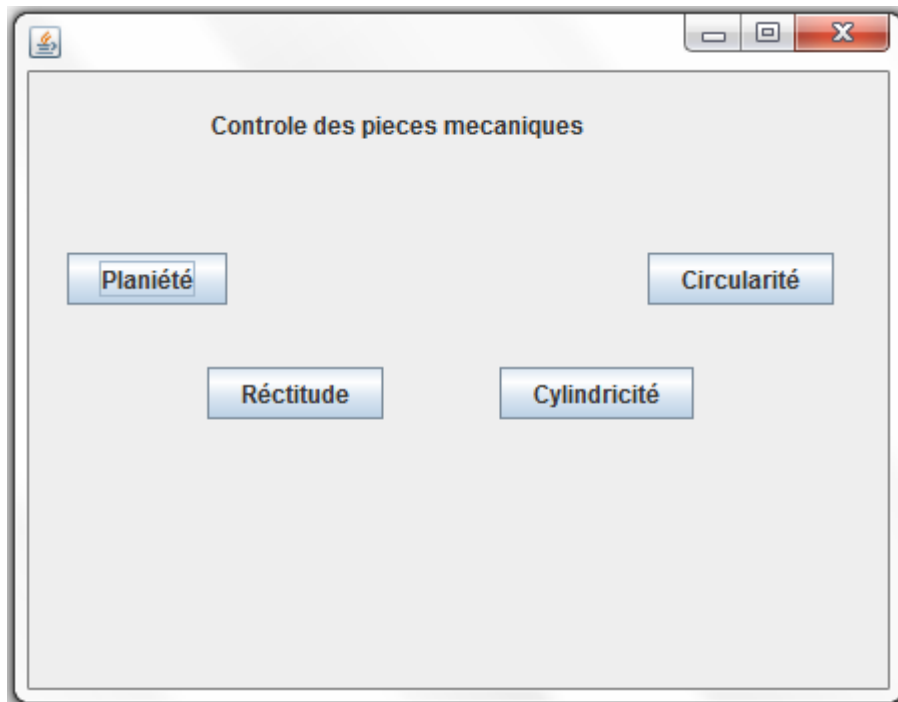 Controle des pieces mecaniques
Planiété
Circularité
Réctitude
Cylindricité